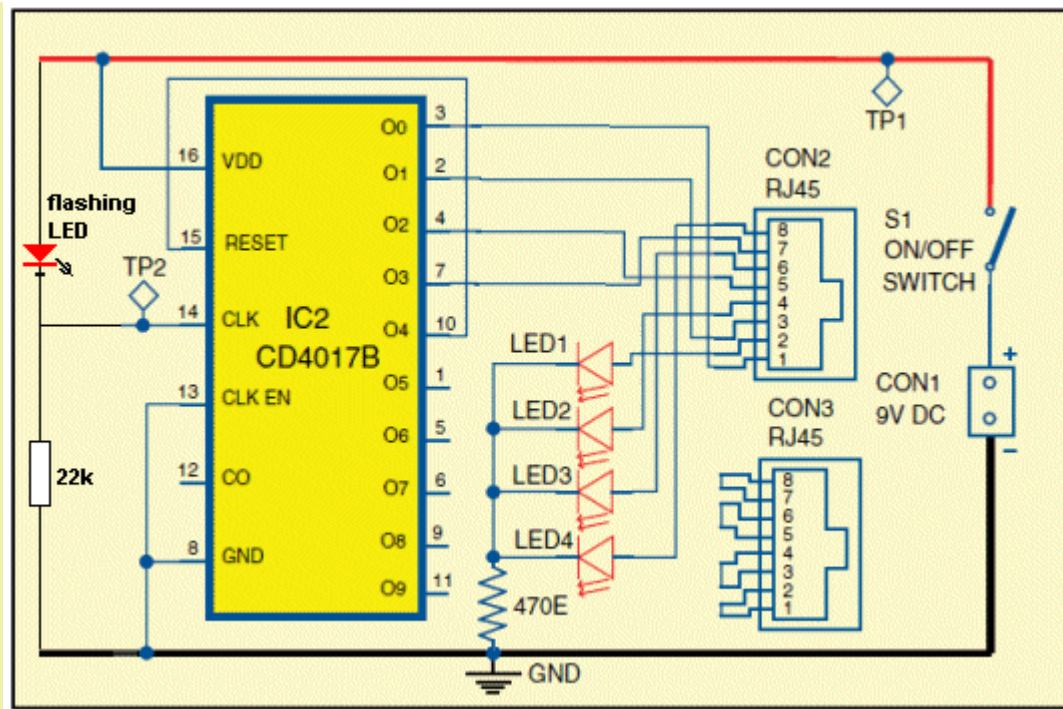 flashing
LED
TP2
22k
16
VDD
15
RESET
14
CLK
13
CLK EN
12
CO
8
GND
IC2
CD4017B
O0
3
O1
2
O2
4
O3
7
O4
10
O5
1
O6
5
O7
6
O8
9
O9
11
LED1
LED2
LED3
LED4
470E
GND
TP1
CON2
RJ45
8
7
6
5
4
3
2
1
S1
ON/OFF
SWITCH
CON1
9V DC
+
−
CON3
RJ45
8
7
6
5
4
3
2
1